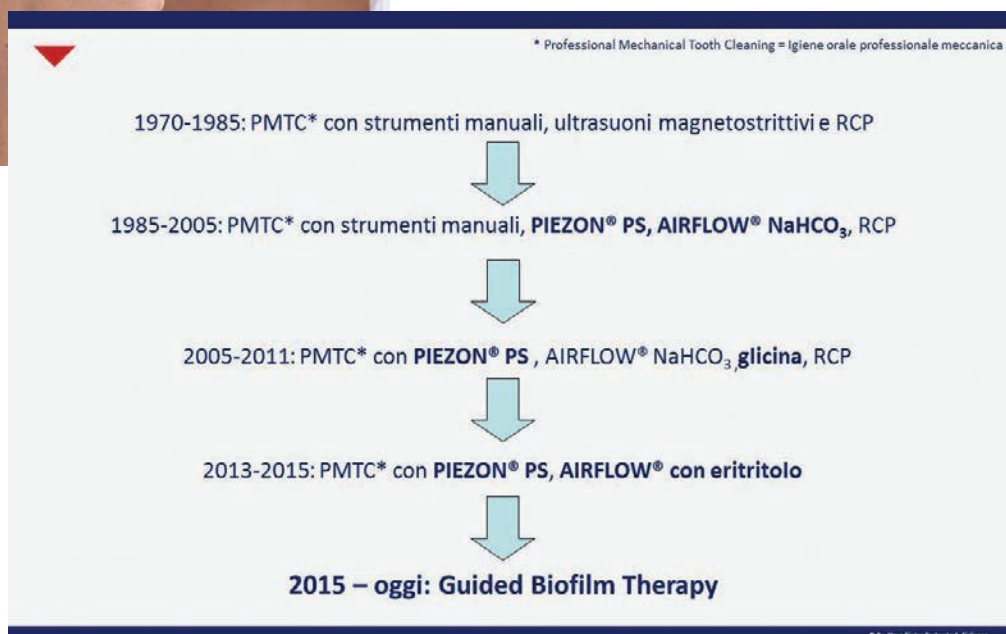 * Professional Mechanical Tooth Cleaning = Igiene orale professionale meccanica
1970-1985: PMTC* con strumenti manuali, ultrasuoni magnetostrittivi e RCP
1985-2005: PMTC* con strumenti manuali, PIEZON® PS, AIRFLOW® NaHCO₃, RCP
2005-2011: PMTC* con PIEZON® PS , AIRFLOW® NaHCO₃,glicina, RCP
2013-2015: PMTC* con PIEZON® PS, AIRFLOW® con eritritolo
2015 – oggi: Guided Biofilm Therapy